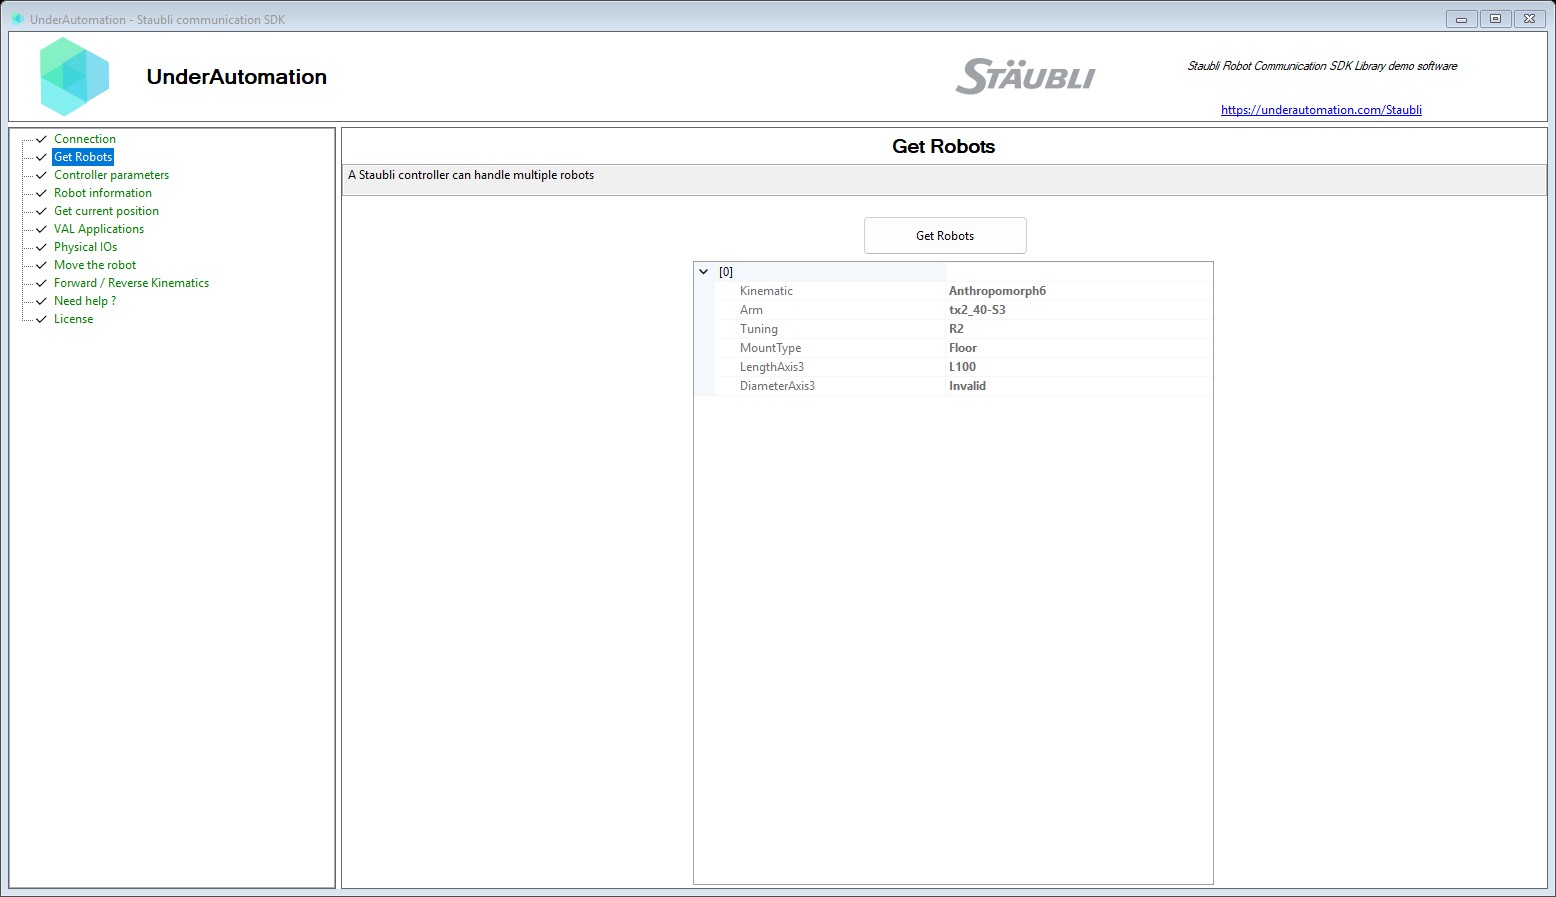 UnderAutomation - Staubli communication SDK
UnderAutomation
STÄUBLI
Staubli Robot Communication SDK Library demo software
https://underautomation.com/Staubli
Connection
Get Robots
Controller parameters
Robot information
Get current position
VAL Applications
Physical IOs
Move the robot
Forward / Reverse Kinematics
Need help ?
License
Get Robots
A Staubli controller can handle multiple robots
Get Robots
[0]
Kinematic Anthropomorph6
Arm tx2_40-S3
Tuning R2
MountType Floor
LengthAxis3 L100
DiameterAxis3 Invalid